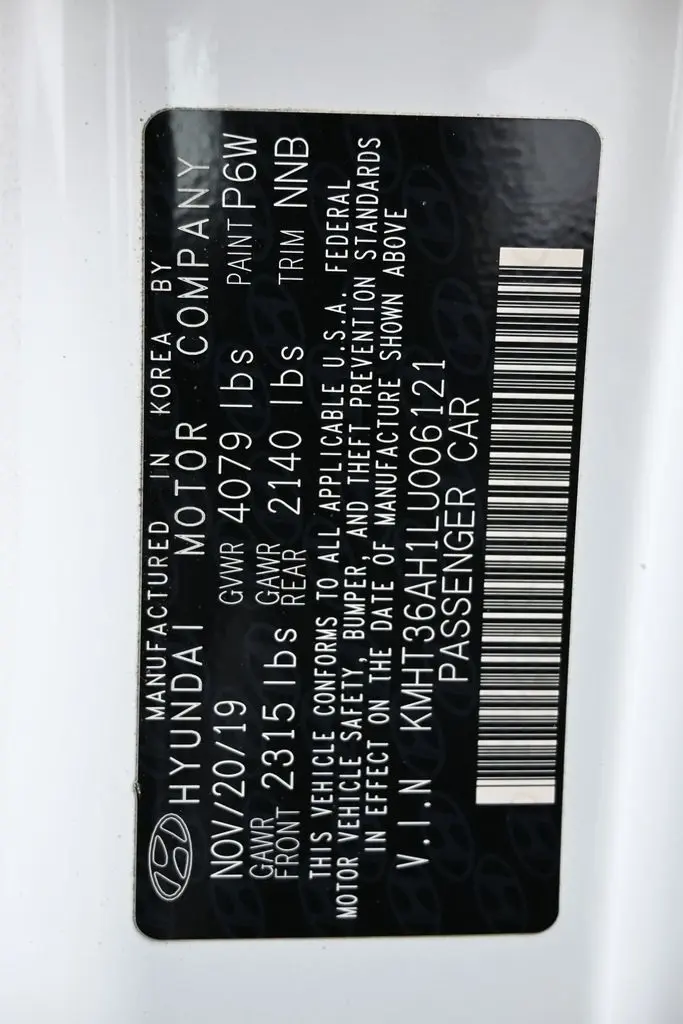 MANUFACTURED IN KOREA BY
HYUNDAI MOTOR COMPANY
NOV/20/19 GVWR 4079 lbs PAINT P6W
GAWR FRONT 2315 lbs GAWR REAR 2140 lbs TRIM NNB
THIS VEHICLE CONFORMS TO ALL APPLICABLE U.S.A. FEDERAL
MOTOR VEHICLE SAFETY, BUMPER, AND THEFT PREVENTION STANDARDS
IN EFFECT ON THE DATE OF MANUFACTURE SHOWN ABOVE
V.I.N KMHT36AH1LU006121
PASSENGER CAR